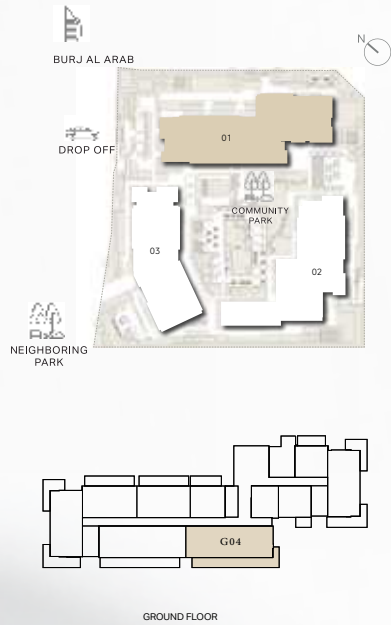 N
BURJ AL ARAB
DROP OFF
01
COMMUNITY
PARK
03
02
NEIGHBORING
PARK
G04
GROUND FLOOR